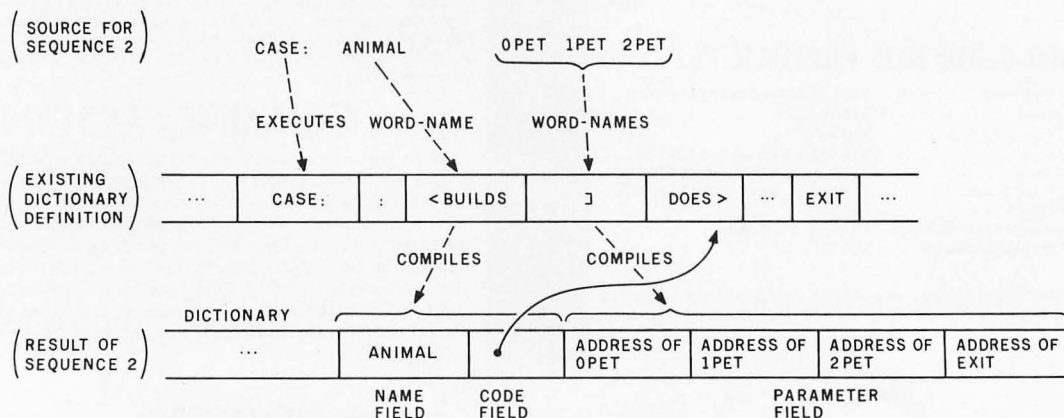 (SOURCE FOR SEQUENCE 2)
CASE: ANIMAL 0PET 1PET 2PET
EXECUTES WORD-NAME WORD-NAMES
(EXISTING DICTIONARY DEFINITION)
... CASE: : <BUILDS ] DOES> ... EXIT ...
COMPILES COMPILES
DICTIONARY
(RESULT OF SEQUENCE 2)
... ANIMAL ADDRESS OF 0PET ADDRESS OF 1PET ADDRESS OF 2PET ADDRESS OF EXIT
NAME FIELD CODE FIELD PARAMETER FIELD